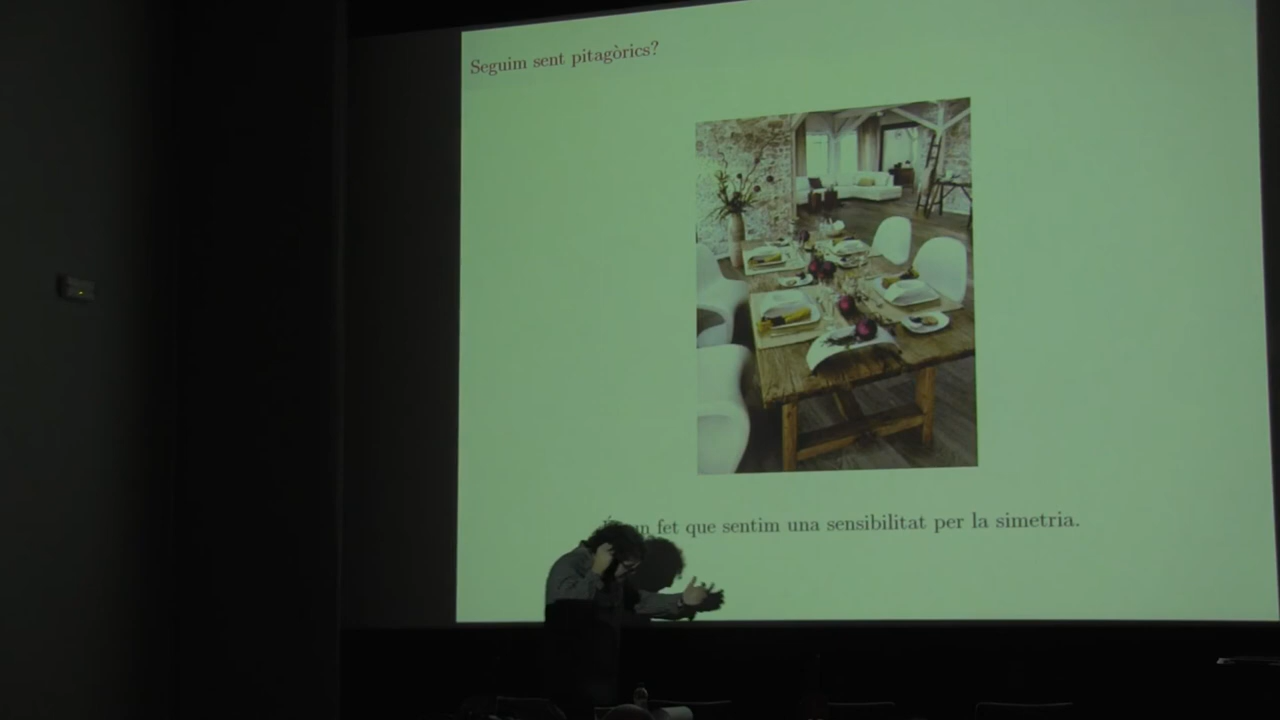 Seguim sent pitagòrics?
fet que sentim una sensibilitat per la simetria.